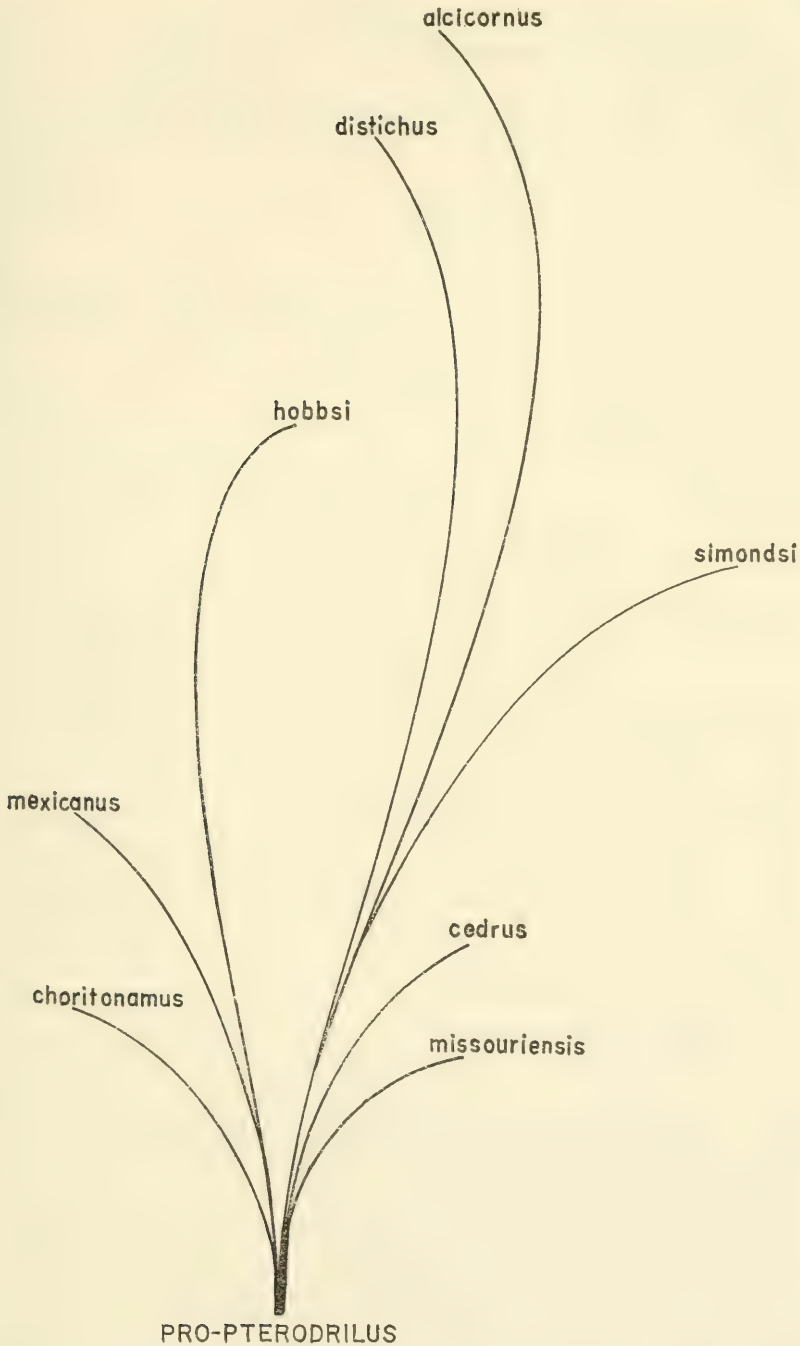 alcicornus
distichus
hobbsi
simondsi
mexicanus
cedrus
choritonamus
missouriensis
PRO-PTERODRILUS